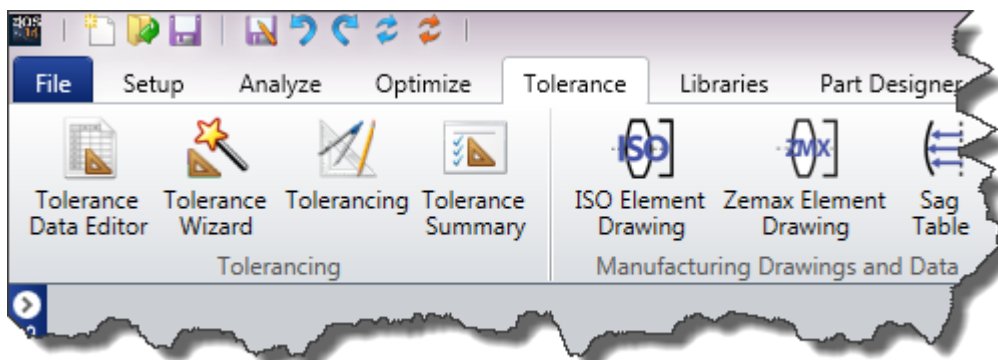 File Setup Analyze Optimize Tolerance Libraries Part Designer
ISO ZMX
Tolerance Tolerance Tolerancing Tolerance ISO Element Zemax Element Sag
Data Editor Wizard Summary Drawing Drawing Table
Tolerancing Manufacturing Drawings and Data